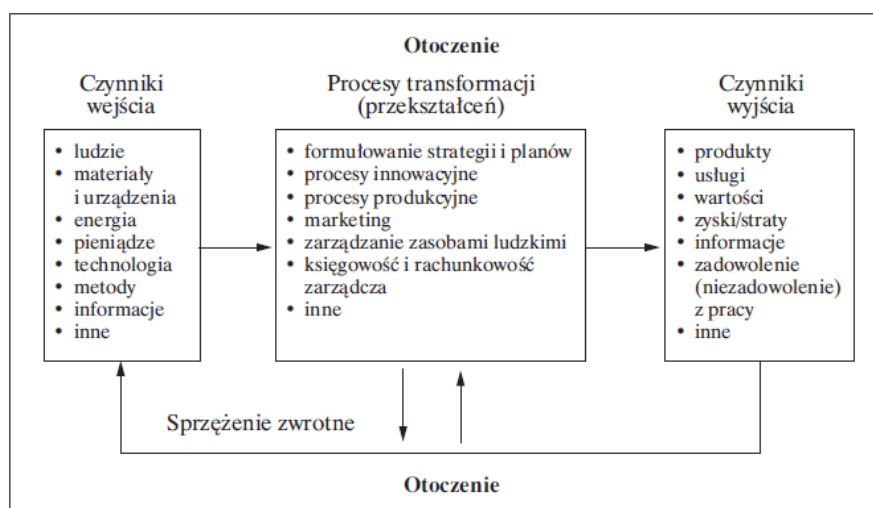 Otoczenie
Czynniki
wejścia
• ludzie
• materiały
i urządzenia
• energia
• pieniądze
• technologia
• metody
• informacje
• inne
Procesy transformacji
(przekształceń)
• formułowanie strategii i planów
• procesy innowacyjne
• procesy produkcyjne
• marketing
• zarządzanie zasobami ludzkimi
• księgowość i rachunkowość
zarządcza
• inne
Czynniki
wyjścia
• produkty
• usługi
• wartości
• zyski/straty
• informacje
• zadowolenie
(niezadowolenie)
z pracy
• inne
Sprzężenie zwrotne
Otoczenie